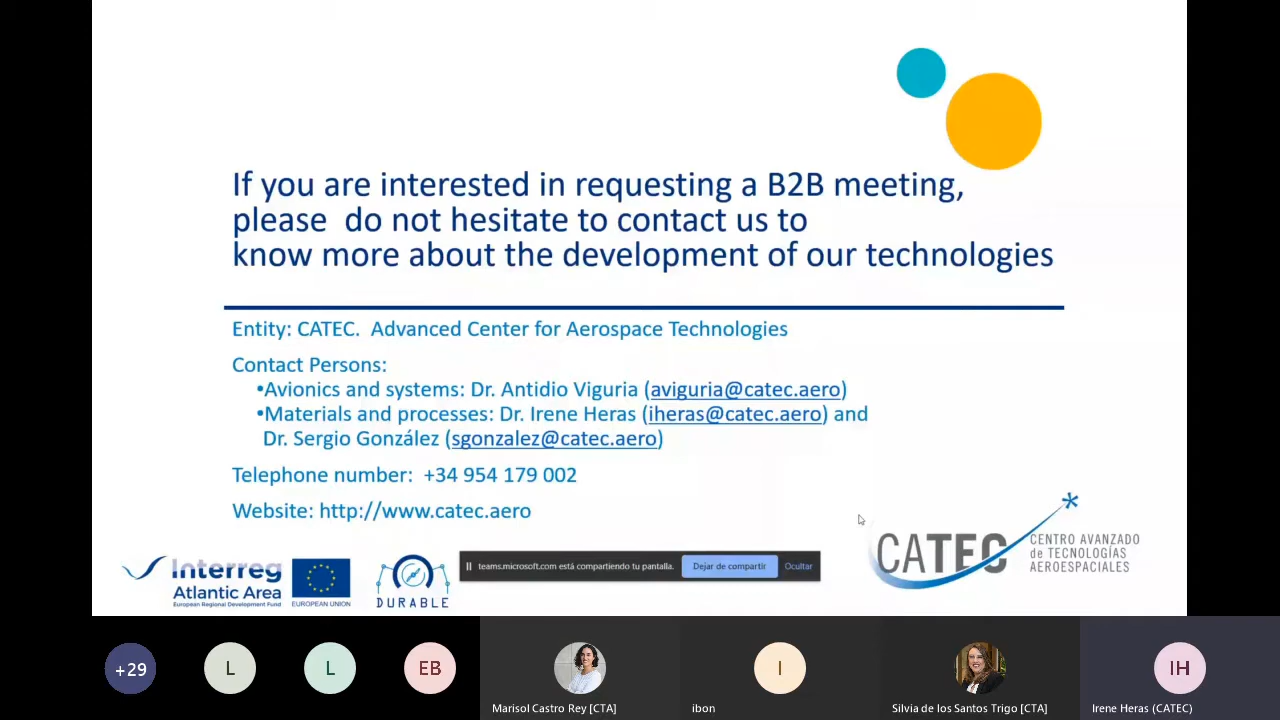 If you are interested in requesting a B2B meeting,
please do not hesitate to contact us to
know more about the development of our technologies
Entity: CATEC. Advanced Center for Aerospace Technologies
Contact Persons:
•Avionics and systems: Dr. Antidio Viguria (aviguria@catec.aero)
•Materials and processes: Dr. Irene Heras (iheras@catec.aero) and
Dr. Sergio González (sgonzalez@catec.aero)
Telephone number: +34 954 179 002
Website: http://www.catec.aero
Interreg
Atlantic Area
European Regional Development Fund
EUROPEAN UNION
DURABLE
teams.microsoft.com está compartiendo tu pantalla.
Dejar de compartir
Ocultar
CATEC
CENTRO AVANZADO
de TECNOLOGÍAS
AEROESPACIALES
+29
L
L
EB
I
IH
Marisol Castro Rey [CTA]
ibon
Silvia de los Santos Trigo [CTA]
Irene Heras (CATEC)